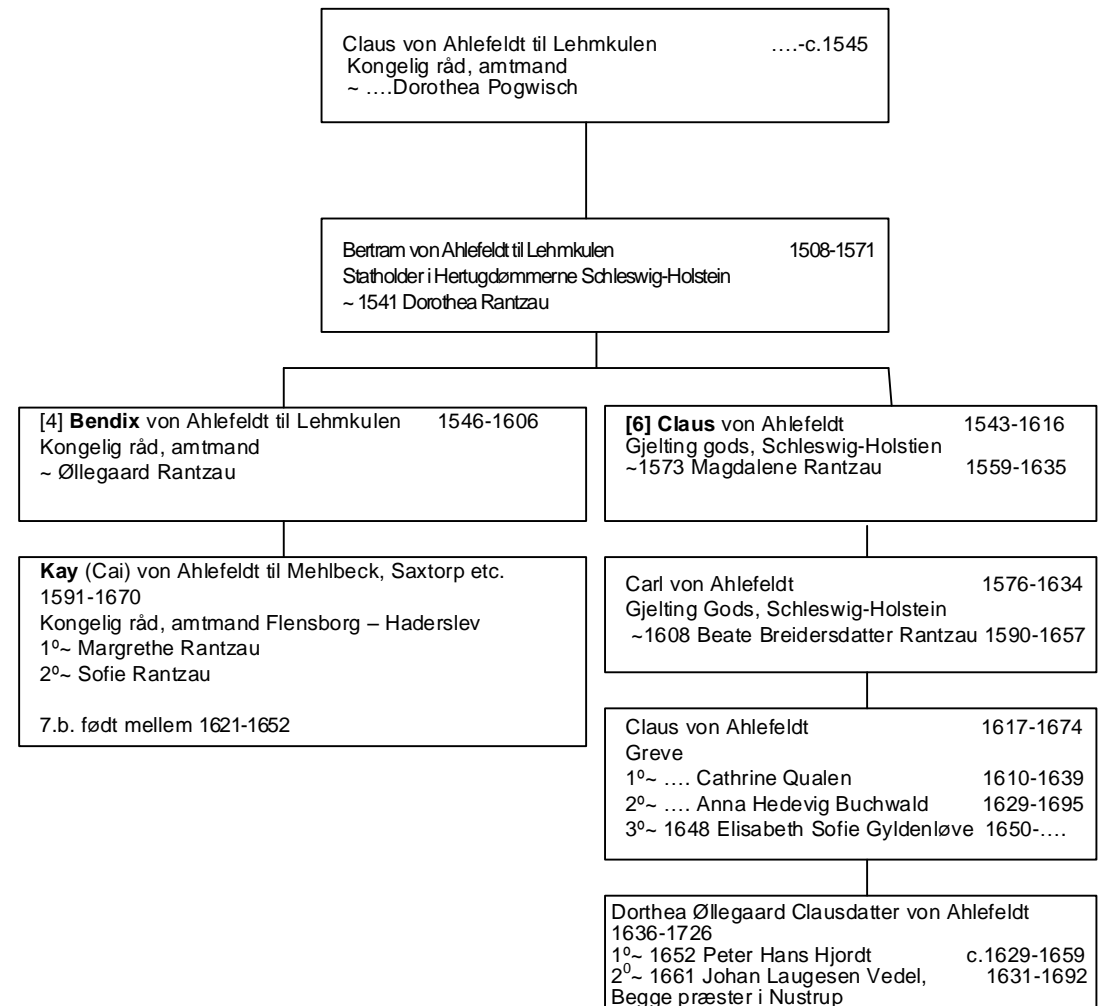 Claus von Ahlefeldt til Lehmkulen ….-c.1545
Kongelig råd, amtmand
~ ….Dorothea Pogwisch
Bertram von Ahlefeldt til Lehmkulen 1508-1571
Statholder i Hertugdømmerne Schleswig-Holstein
~ 1541 Dorothea Rantzau
[4] Bendix von Ahlefeldt til Lehmkulen 1546-1606
Kongelig råd, amtmand
~ Øllegaard Rantzau
[6] Claus von Ahlefeldt 1543-1616
Gjelting gods, Schleswig-Holstien
~1573 Magdalene Rantzau 1559-1635
Kay (Cai) von Ahlefeldt til Mehlbeck, Saxtorp etc.
1591-1670
Kongelig råd, amtmand Flensborg – Haderslev
1º~ Margrethe Rantzau
2º~ Sofie Rantzau
7.b. født mellem 1621-1652
Carl von Ahlefeldt 1576-1634
Gjelting Gods, Schleswig-Holstein
~1608 Beate Breidersdatter Rantzau 1590-1657
Claus von Ahlefeldt 1617-1674
Greve
1º~ …. Cathrine Qualen 1610-1639
2º~ …. Anna Hedevig Buchwald 1629-1695
3º~ 1648 Elisabeth Sofie Gyldenløve 1650-….
Dorthea Øllegaard Clausdatter von Ahlefeldt
1636-1726
1º~ 1652 Peter Hans Hjordt c.1629-1659
2⁰~ 1661 Johan Laugesen Vedel, 1631-1692
Begge præster i Nustrup